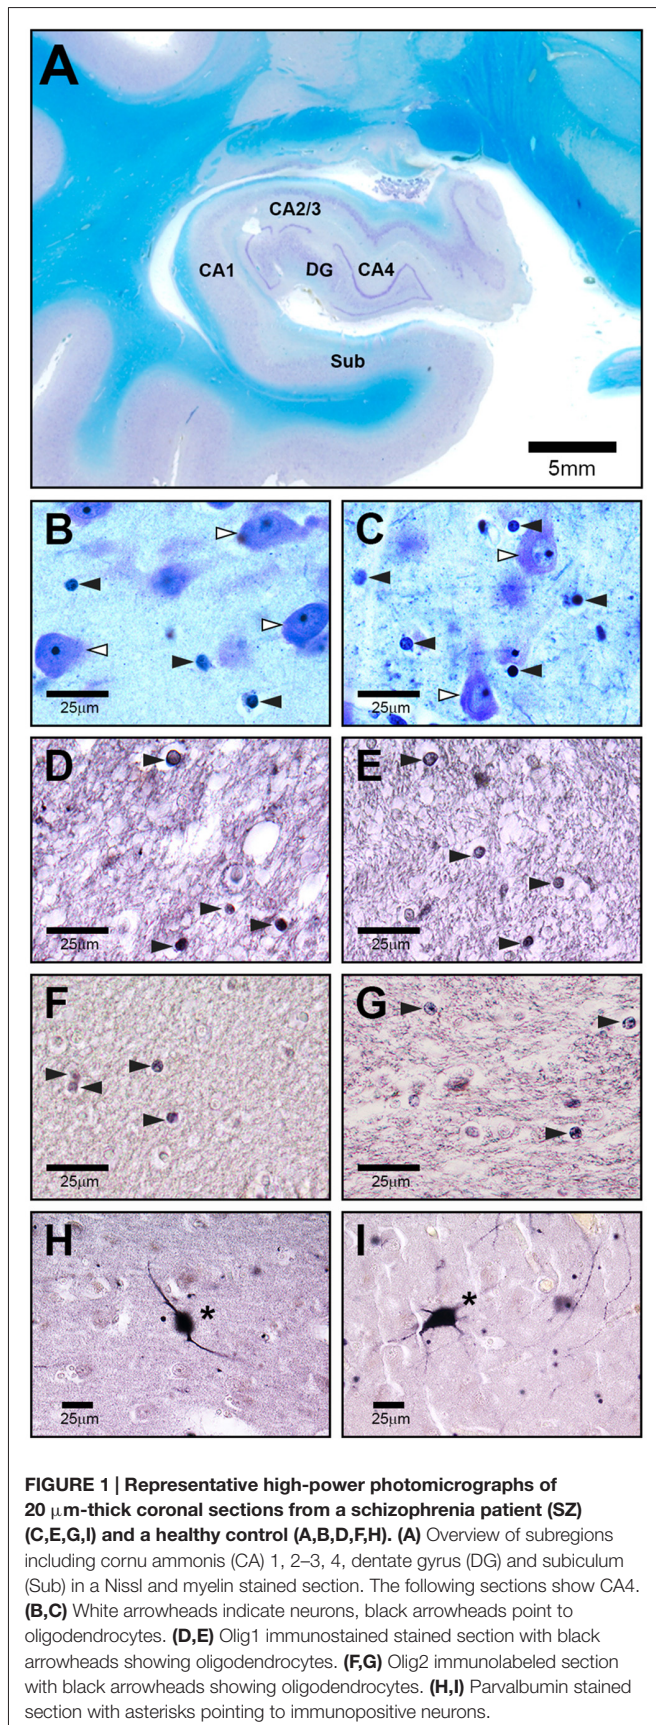 A
CA2/3
CA1
DG
CA4
Sub
5mm
B
25µm
C
25µm
D
25µm
E
25µm
F
25µm
G
25µm
H
*
25µm
I
*
25µm
FIGURE 1 | Representative high-power photomicrographs of
20 µm-thick coronal sections from a schizophrenia patient (SZ)
(C,E,G,I) and a healthy control (A,B,D,F,H). (A) Overview of subregions
including cornu ammonis (CA) 1, 2–3, 4, dentate gyrus (DG) and subiculum
(Sub) in a Nissl and myelin stained section. The following sections show CA4.
(B,C) White arrowheads indicate neurons, black arrowheads point to
oligodendrocytes. (D,E) Olig1 immunostained stained section with black
arrowheads showing oligodendrocytes. (F,G) Olig2 immunolabeled section
with black arrowheads showing oligodendrocytes. (H,I) Parvalbumin stained
section with asterisks pointing to immunopositive neurons.